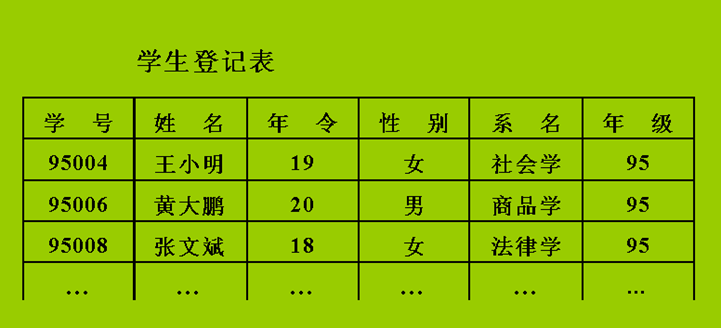 学生登记表
学 号 姓 名 年 令 性 别 系 名 年 级
95004 王小明 19 女 社会学 95
95006 黄大鹏 20 男 商品学 95
95008 张文斌 18 女 法律学 95
… … … … … …